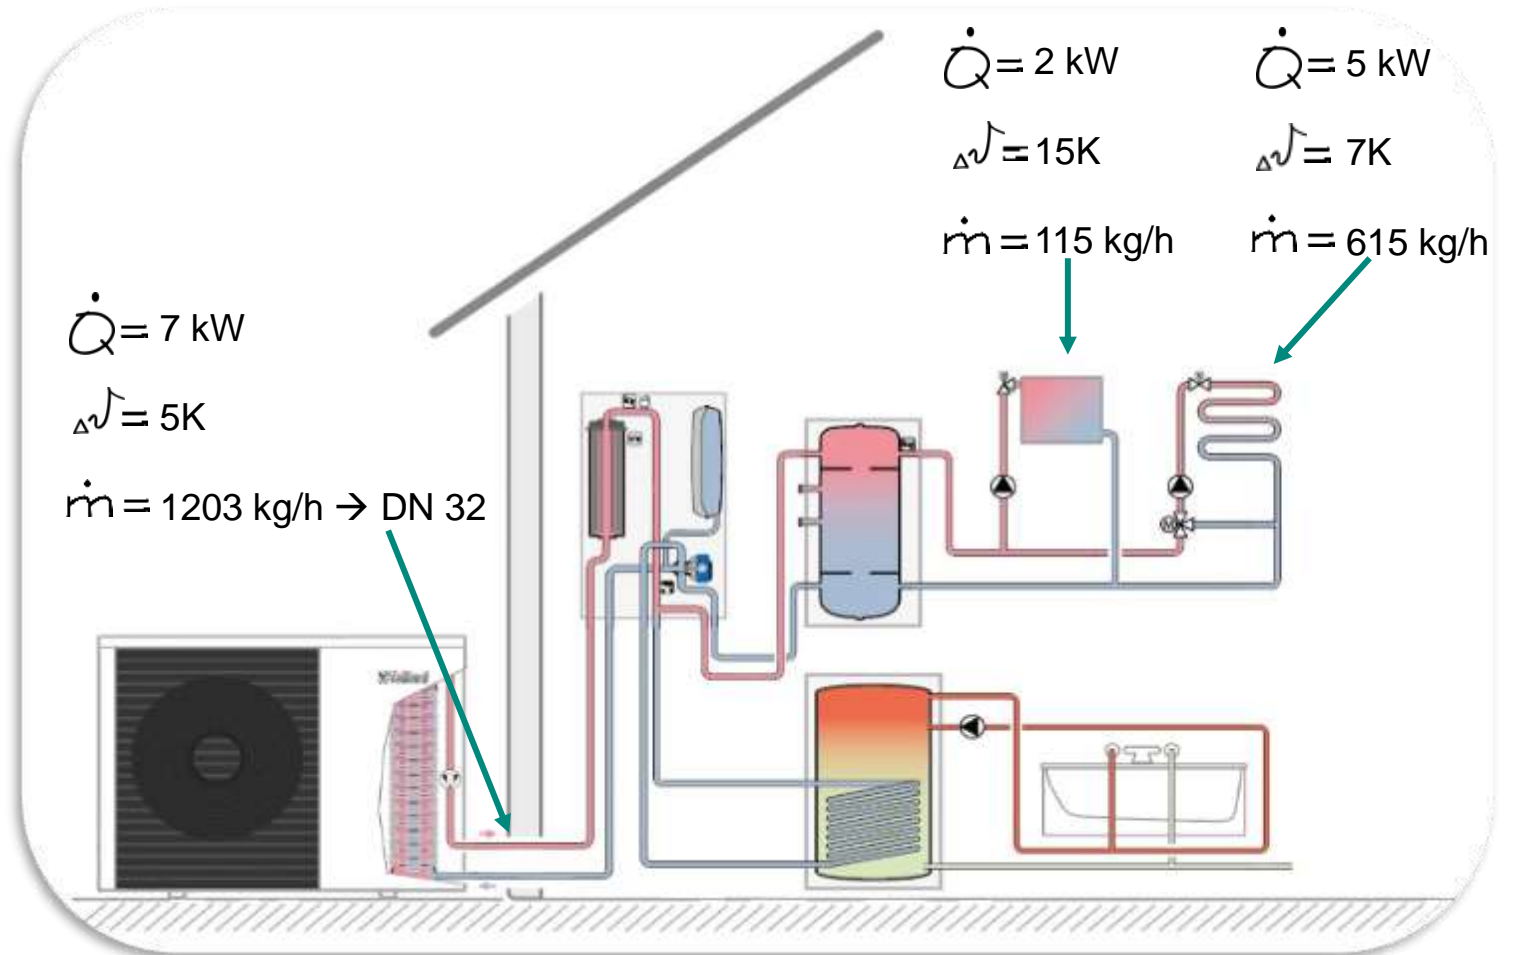 Q̇ = 2 kW
Δϑ = 15K
ṁ = 115 kg/h
Q̇ = 5 kW
Δϑ = 7K
ṁ = 615 kg/h
Q̇ = 7 kW
Δϑ = 5K
ṁ = 1203 kg/h → DN 32
Vaillant
M